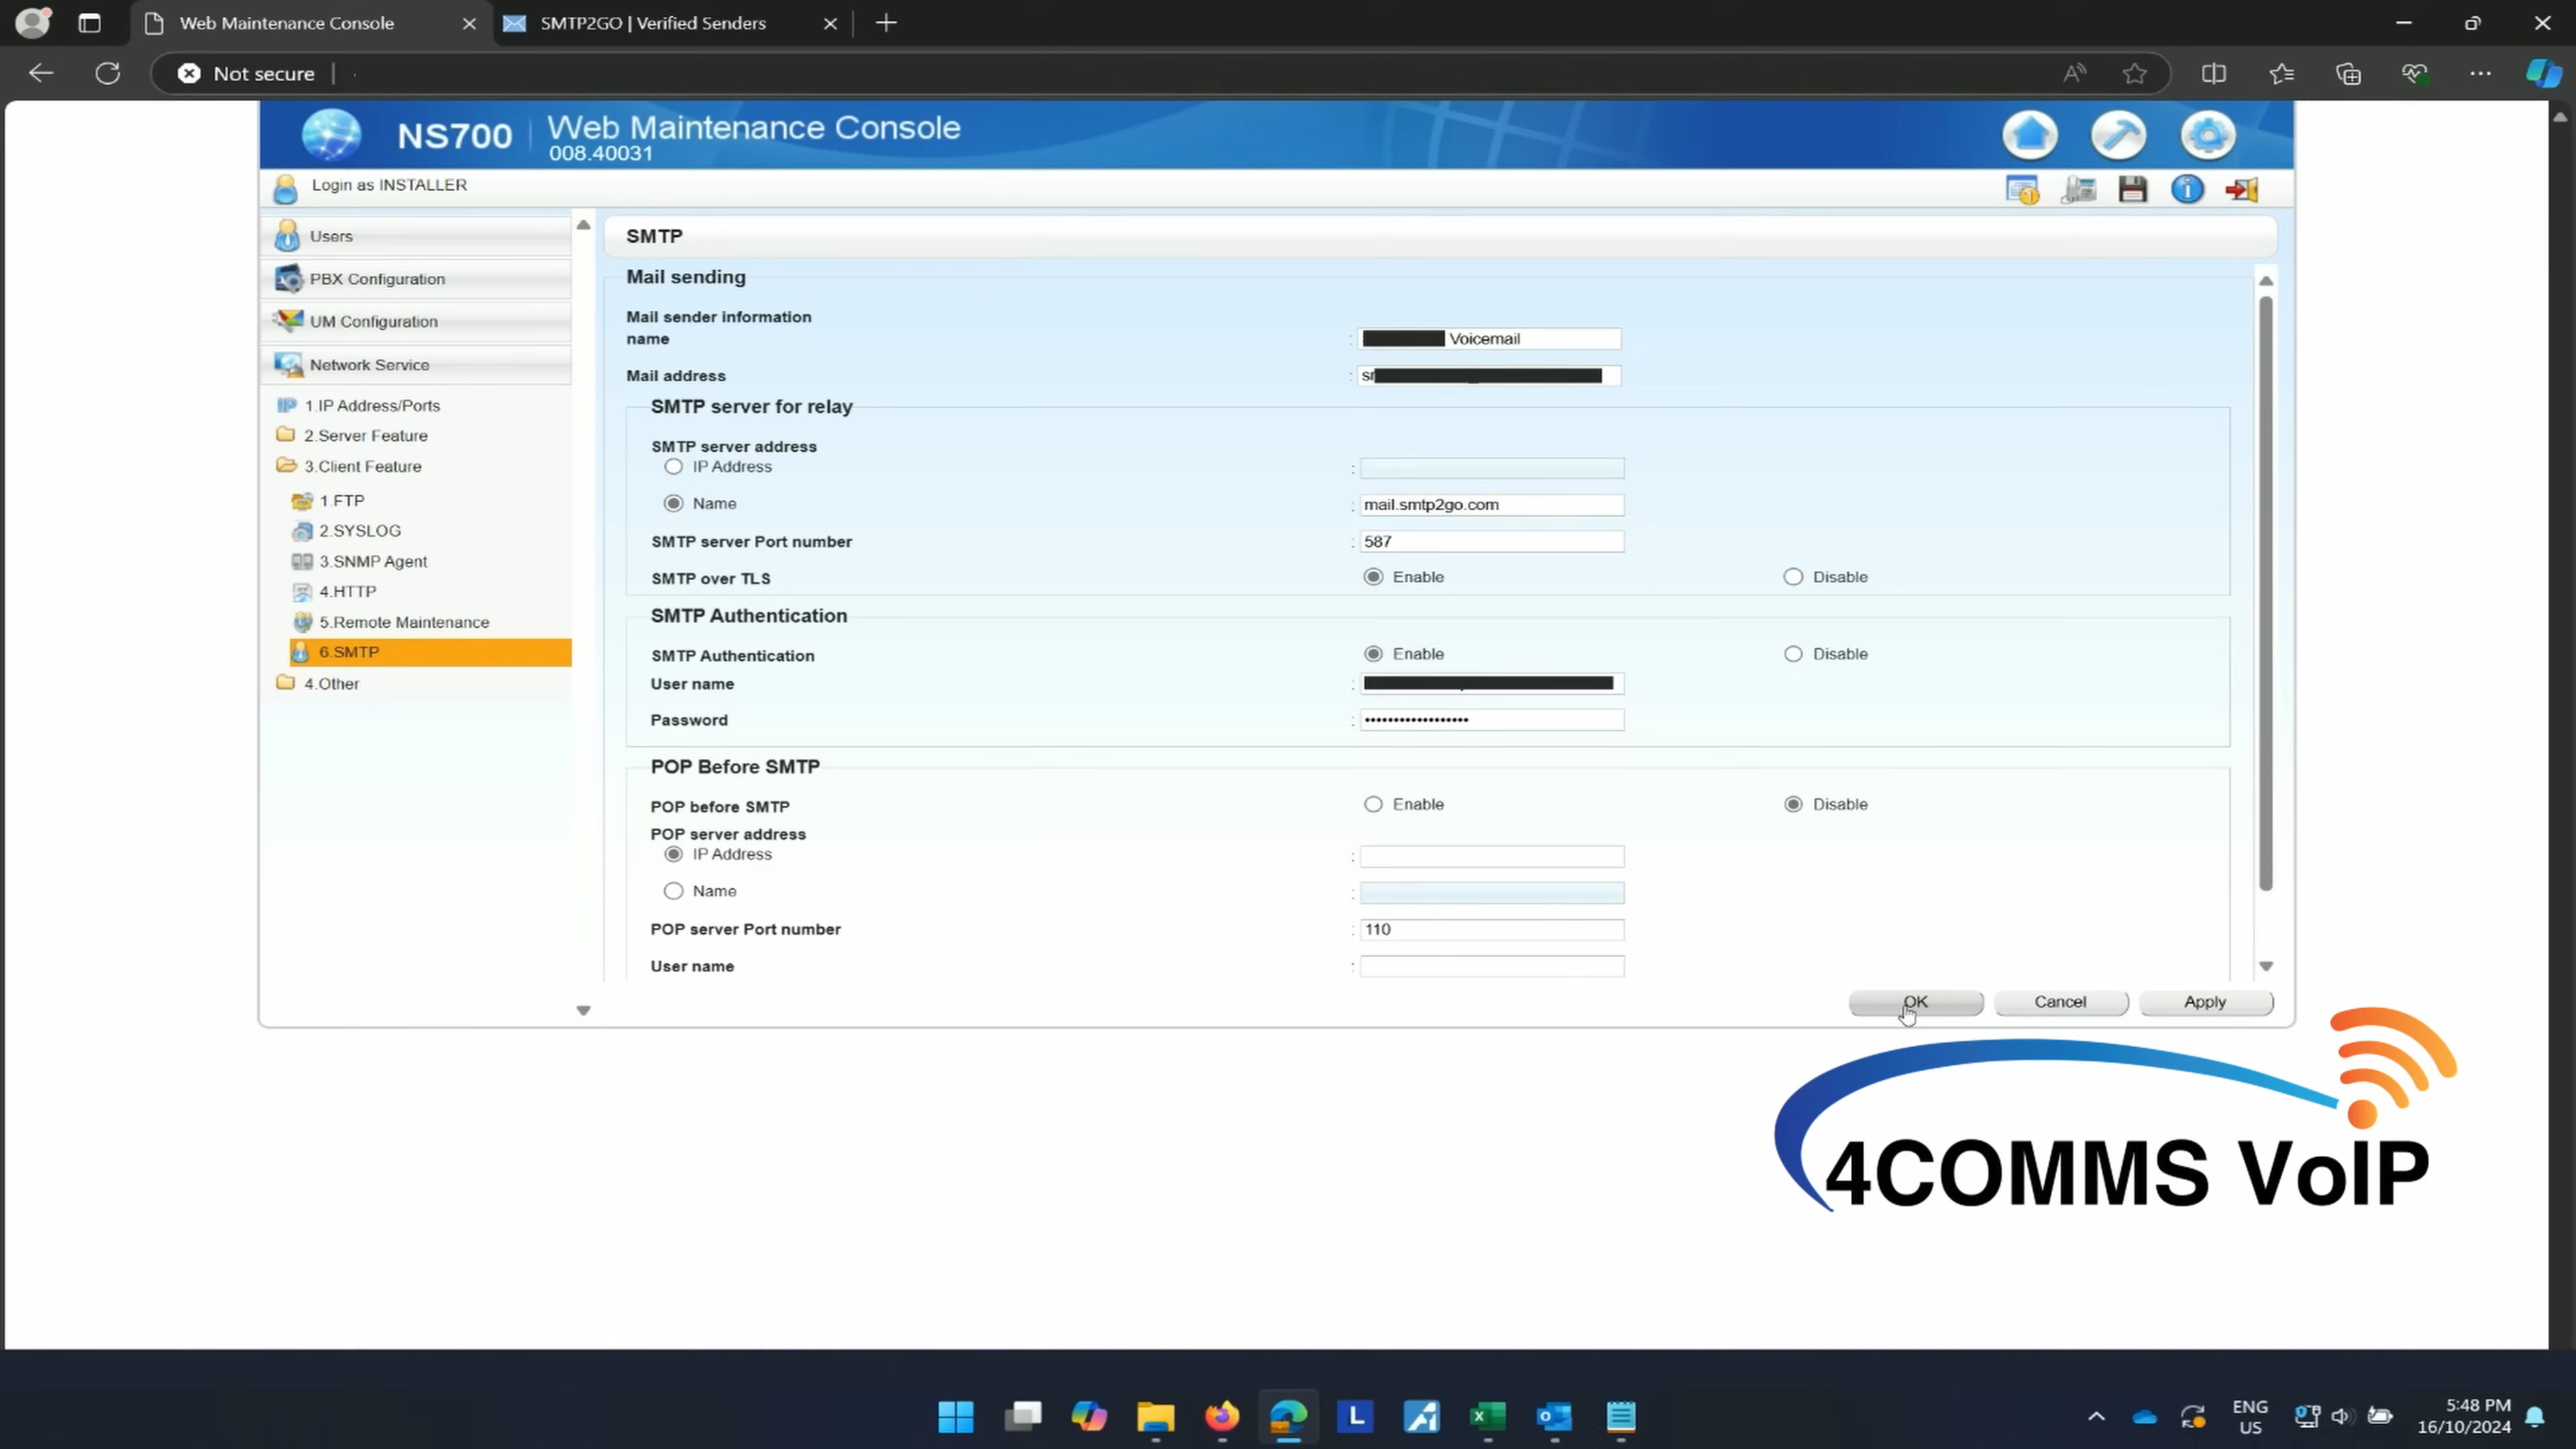 Web Maintenance Console
SMTP2GO | Verified Senders
Not secure
NS700
Web Maintenance Console
008.40031
Login as INSTALLER
Users
PBX Configuration
UM Configuration
Network Service
IP 1.IP Address/Ports
2.Server Feature
3.Client Feature
1.FTP
2.SYSLOG
3.SNMP Agent
4.HTTP
5.Remote Maintenance
6.SMTP
4.Other
SMTP
Mail sending
Mail sender information
name : Voicemail
Mail address :
SMTP server for relay
SMTP server address
IP Address :
Name : mail.smtp2go.com
SMTP server Port number : 587
SMTP over TLS Enable Disable
SMTP Authentication
SMTP Authentication Enable Disable
User name :
Password : ••••••••••••••••••
POP Before SMTP
POP before SMTP Enable Disable
POP server address
IP Address :
Name :
POP server Port number : 110
User name :
OK Cancel Apply
4COMMS VoIP
ENG
US
5:48 PM
16/10/2024